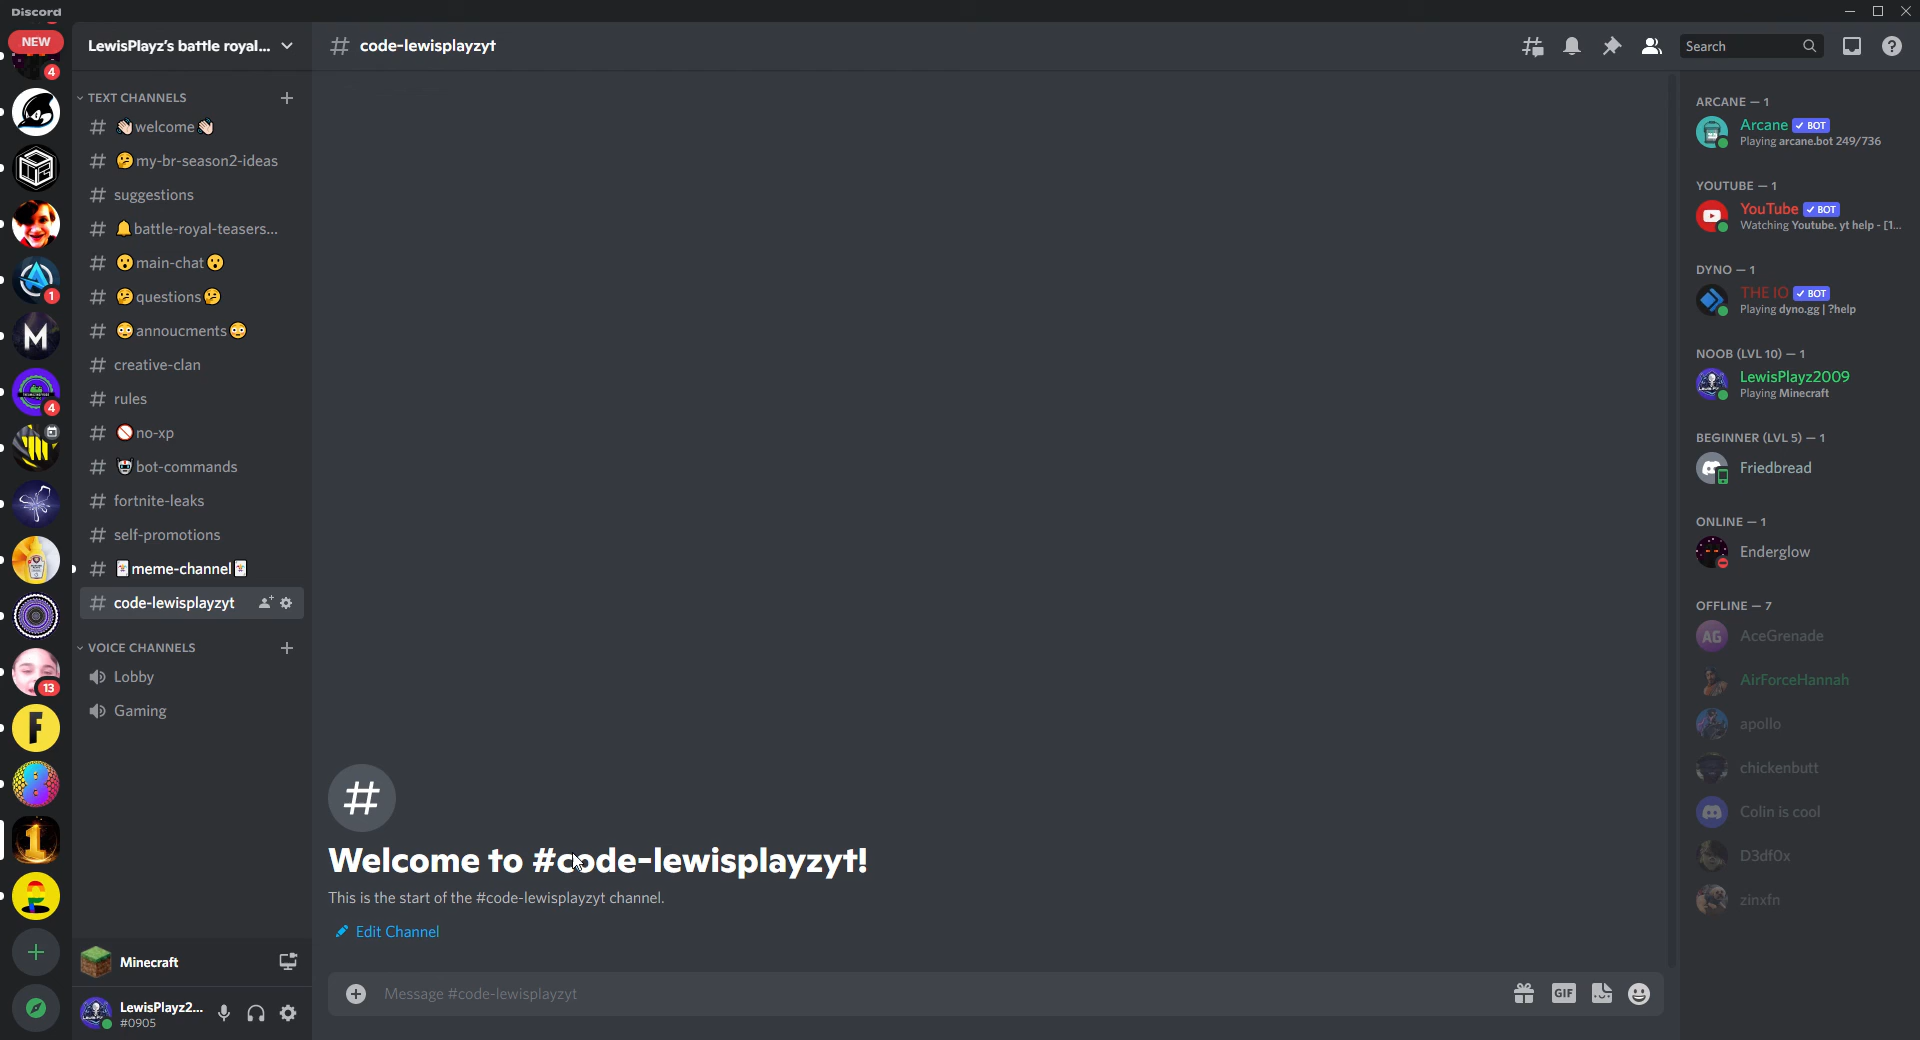 Discord
NEW
4
1
4
13
LewisPlayz's battle royal...
TEXT CHANNELS
# 👋welcome👋
# 🤔my-br-season2-ideas
# suggestions
# 🔔battle-royal-teasers...
# 😮main-chat😮
# 🤔questions🤔
# 😳annoucments😳
# creative-clan
# rules
# 🚫no-xp
# 🤖bot-commands
# fortnite-leaks
# self-promotions
# 🃏meme-channel🃏
# code-lewisplayzyt
VOICE CHANNELS
Lobby
Gaming
Minecraft
LewisPlayz2...
#0905
# code-lewisplayzyt
Search
#
Welcome to #code-lewisplayzyt!
This is the start of the #code-lewisplayzyt channel.
Edit Channel
Message #code-lewisplayzyt
GIF
ARCANE — 1
Arcane ✓ BOT
Playing arcane.bot 249/736
YOUTUBE — 1
YouTube ✓ BOT
Watching Youtube. yt help - [1...
DYNO — 1
THE IO ✓ BOT
Playing dyno.gg | ?help
NOOB (LVL 10) — 1
LewisPlayz2009
Playing Minecraft
BEGINNER (LVL 5) — 1
Friedbread
ONLINE — 1
Enderglow
OFFLINE — 7
AG AceGrenade
AirForceHannah
apollo
chickenbutt
Colin is cool
D3df0x
zinxfn